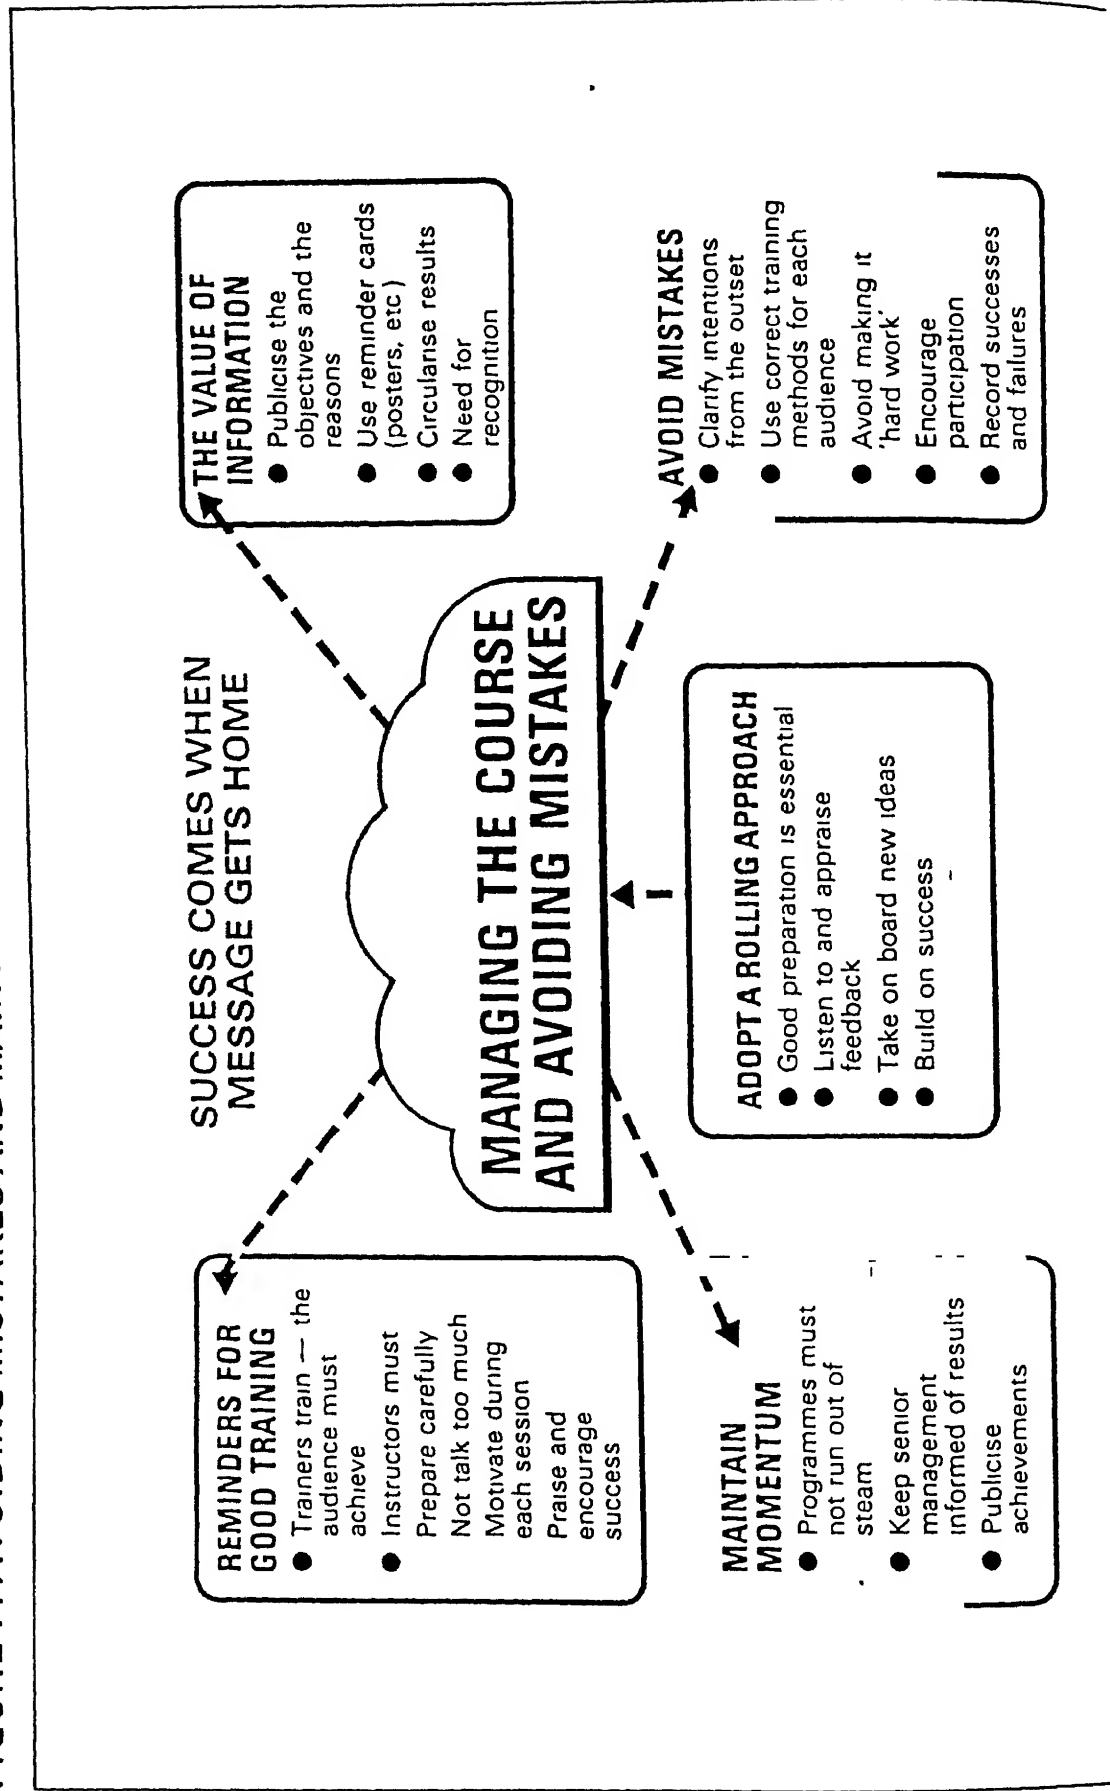 SUCCESS COMES WHEN
MESSAGE GETS HOME
REMINDERS FOR
GOOD TRAINING
● Trainers train — the
audience must
achieve
● Instructors must
Prepare carefully
Not talk too much
Motivate during
each session
Praise and
encourage
success
THE VALUE OF
INFORMATION
● Publicise the
objectives and the
reasons
● Use reminder cards
(posters, etc )
● Circularise results
● Need for
recognition
MANAGING THE COURSE
AND AVOIDING MISTAKES
MAINTAIN
MOMENTUM
● Programmes must
not run out of
steam
● Keep senior
management
informed of results
● Publicise
achievements
ADOPT A ROLLING APPROACH
● Good preparation is essential
● Listen to and appraise
feedback
● Take on board new ideas
● Build on success
AVOID MISTAKES
● Clarify intentions
from the outset
● Use correct training
methods for each
audience
● Avoid making it
'hard work'
● Encourage
participation
● Record successes
and failures